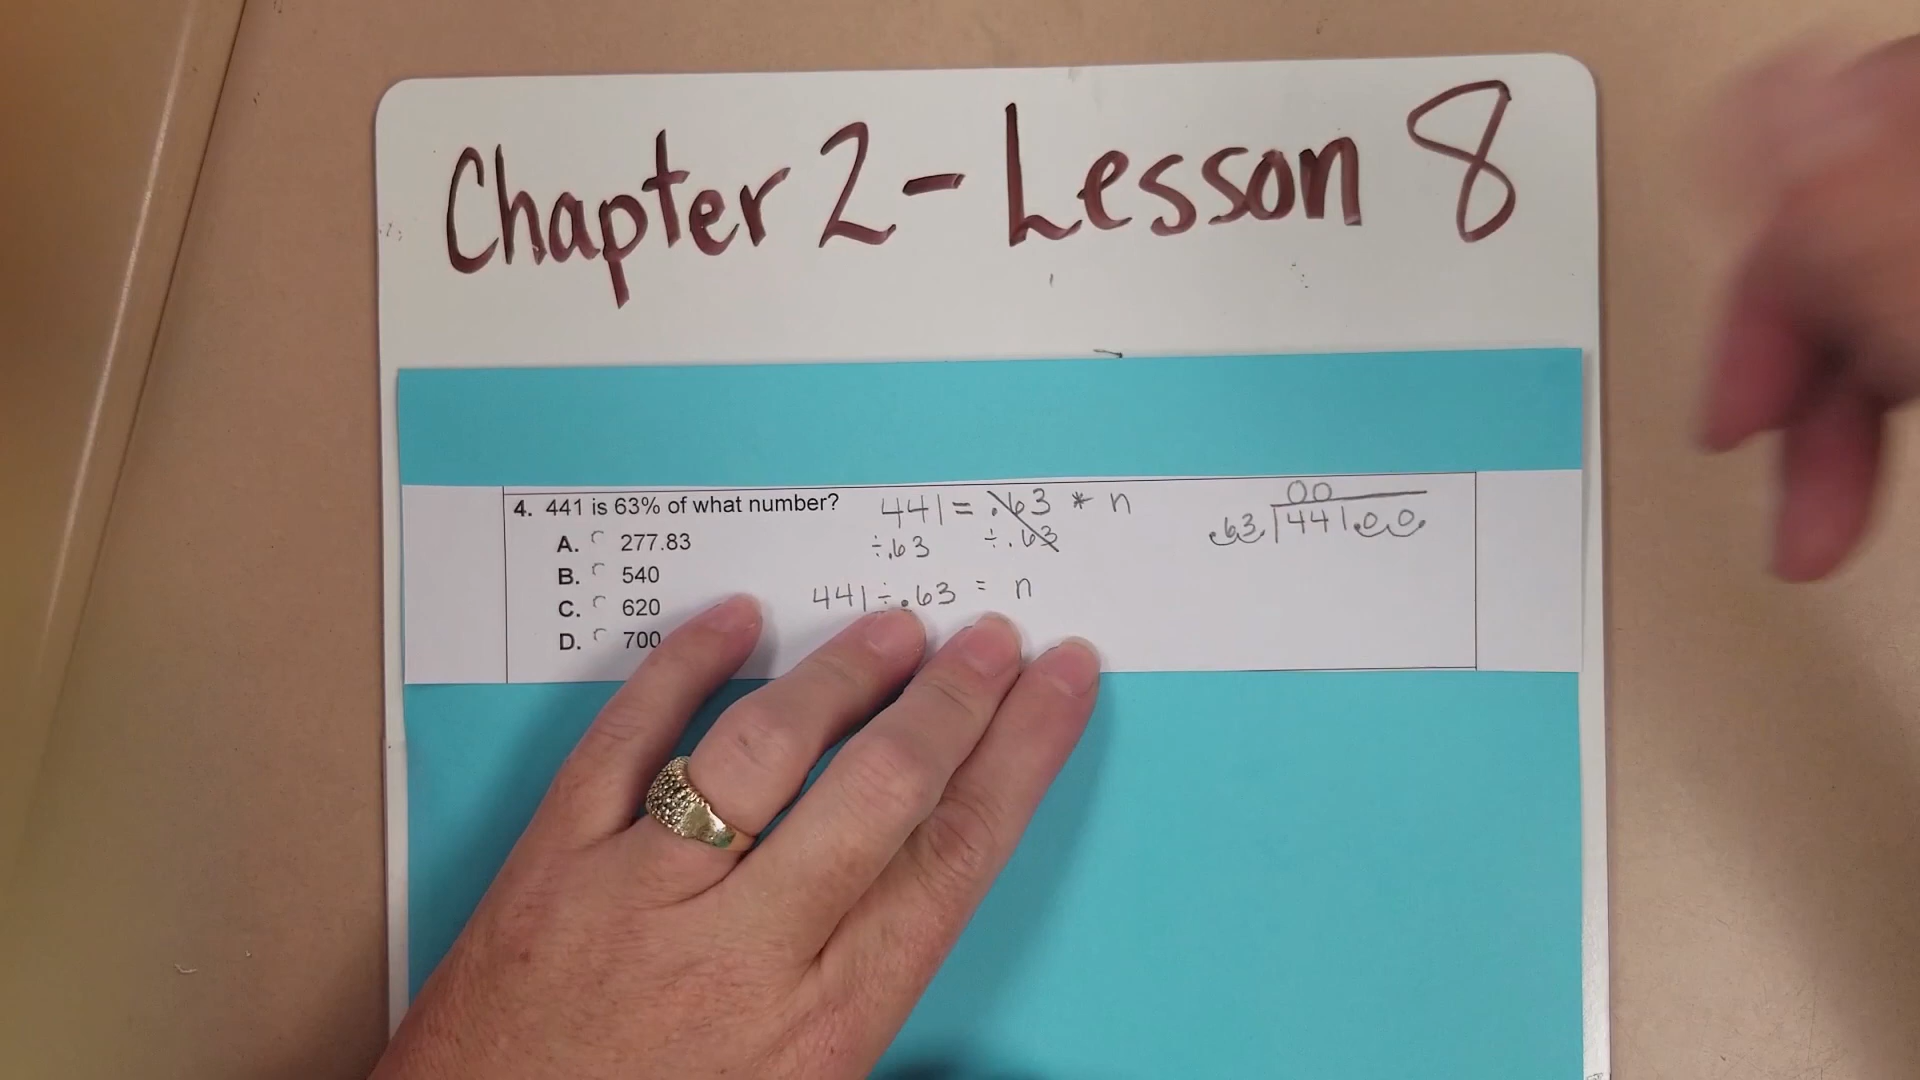 Chapter 2 - Lesson 8
4. 441 is 63% of what number?
A. 277.83
B. 540
C. 620
D. 700
441 = .63 * n
÷.63 ÷.63
441 ÷ .63 = n
00
.63. 441.00.